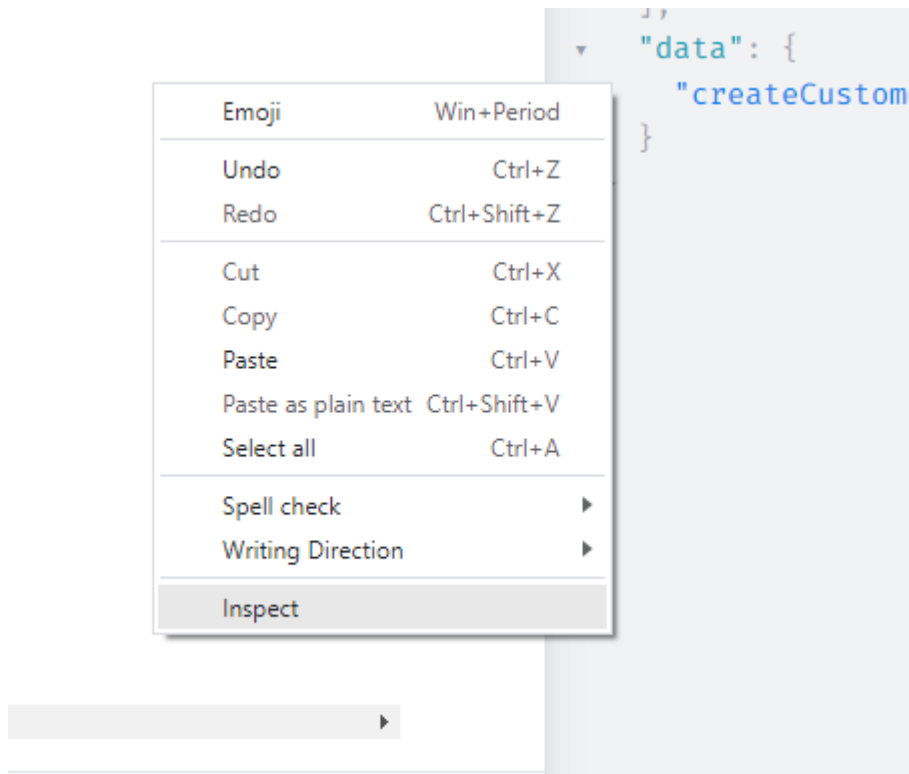 "data": {
"createCustom
}
Emoji Win+Period
Undo Ctrl+Z
Redo Ctrl+Shift+Z
Cut Ctrl+X
Copy Ctrl+C
Paste Ctrl+V
Paste as plain text Ctrl+Shift+V
Select all Ctrl+A
Spell check
Writing Direction
Inspect